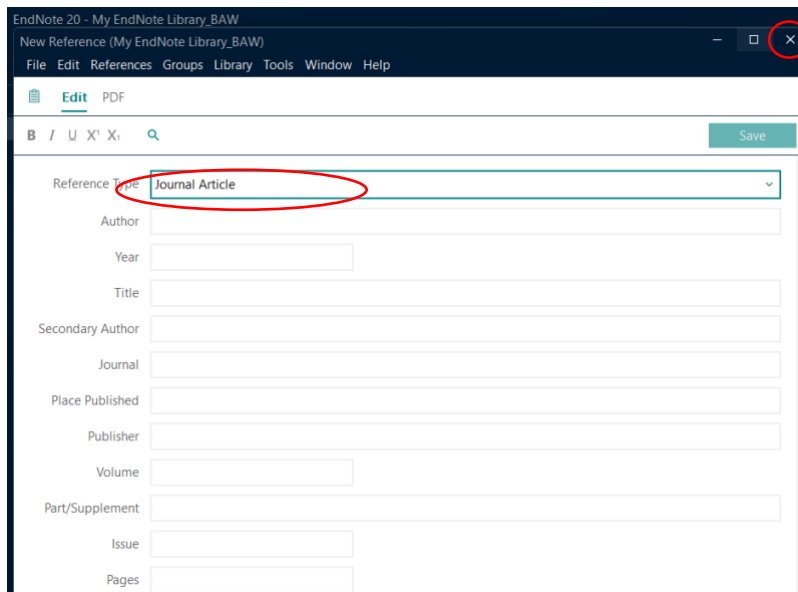 EndNote 20 - My EndNote Library_BAW
New Reference (My EndNote Library_BAW)
File Edit References Groups Library Tools Window Help
Edit PDF
B I U X¹ X₁
Save
Reference Type Journal Article
Author
Year
Title
Secondary Author
Journal
Place Published
Publisher
Volume
Part/Supplement
Issue
Pages